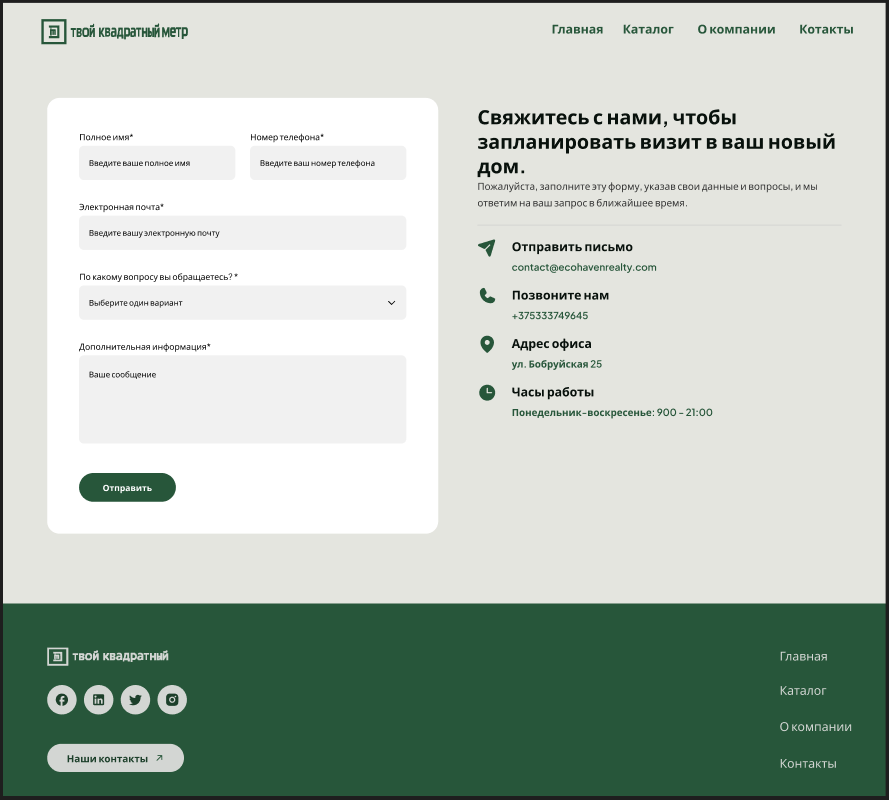 твой квадратный метр
Главная Каталог О компании Котакты
Полное имя* Номер телефона*
Введите ваше полное имя Введите ваш номер телефона
Электронная почта*
Введите вашу электронную почту
По какому вопросу вы обращаетесь? *
Выберите один вариант
Дополнительная информация*
Ваше сообщение
Отправить
Свяжитесь с нами, чтобы
запланировать визит в ваш новый
дом.
Пожалуйста, заполните эту форму, указав свои данные и вопросы, и мы
ответим на ваш запрос в ближайшее время.
Отправить письмо
contact@ecohavenrealty.com
Позвоните нам
+375333749645
Адрес офиса
ул. Бобруйская 25
Часы работы
Понедельник-воскресенье: 900 - 21:00
твой квадратный
Наши контакты
Главная
Каталог
О компании
Контакты